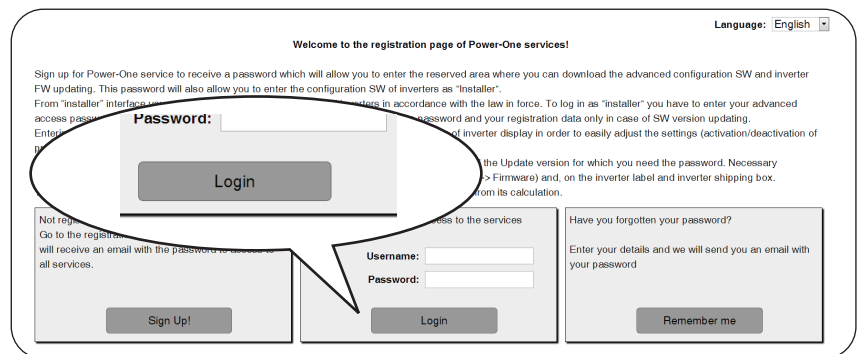 Language: English
Welcome to the registration page of Power-One services!
Sign up for Power-One service to receive a password which will allow you to enter the reserved area where you can download the advanced configuration SW and inverter
FW updating. This password will also allow you to enter the configuration SW of inverters as "Installer".
From "installer" interface in accordance with the law in force. To log in as "installer" you have to enter your advanced
access password and your registration data only in case of SW version updating.
of inverter display in order to easily adjust the settings (activation/deactivation of
the Update version for which you need the password. Necessary
-> Firmware) and, on the inverter label and inverter shipping box.
from its calculation.
Password:
Login
Not
Go to the
will receive an email with the password to access to
all services.
Sign Up!
to the services
Username:
Password:
Login
Have you forgotten your password?
Enter your details and we will send you an email with
your password
Remember me